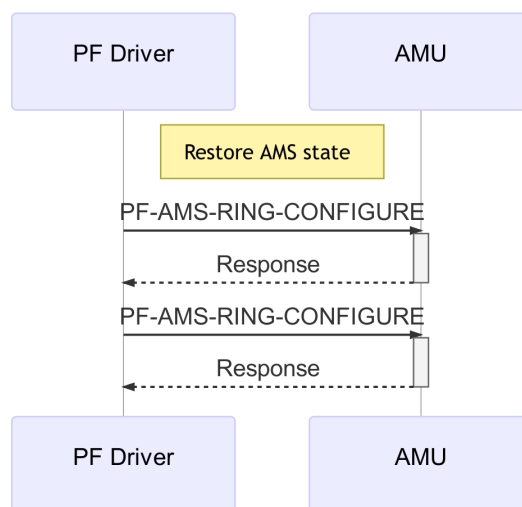 PF Driver
AMU
Restore AMS state
PF-AMS-RING-CONFIGURE
Response
PF-AMS-RING-CONFIGURE
Response
PF Driver
AMU